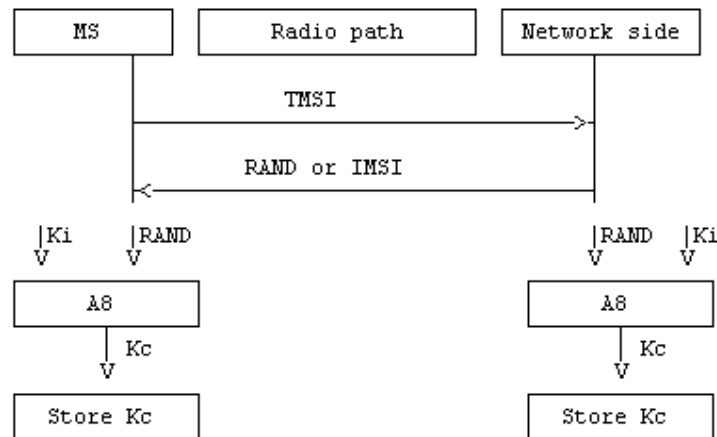 MS Radio path Network side
TMSI
RAND or IMSI
Ki RAND RAND Ki
A8 A8
Kc Kc
Store Kc Store Kc